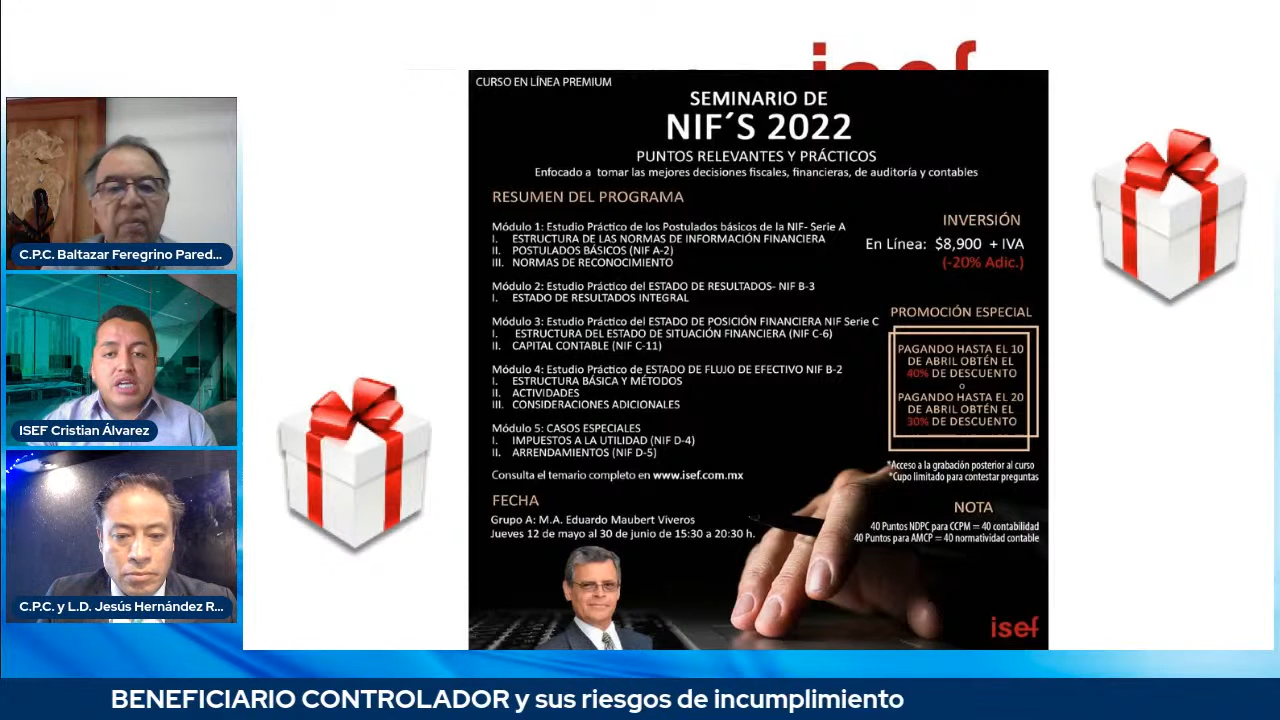 isef
CURSO EN LÍNEA PREMIUM
SEMINARIO DE
NIF´S 2022
PUNTOS RELEVANTES Y PRÁCTICOS
Enfocado a tomar las mejores decisiones fiscales, financieras, de auditoría y contables
RESUMEN DEL PROGRAMA
Módulo 1: Estudio Práctico de los Postulados básicos de la NIF- Serie A
I. ESTRUCTURA DE LAS NORMAS DE INFORMACIÓN FINANCIERA
II. POSTULADOS BÁSICOS (NIF A-2)
III. NORMAS DE RECONOCIMIENTO
Módulo 2: Estudio Práctico del ESTADO DE RESULTADOS- NIF B-3
I. ESTADO DE RESULTADOS INTEGRAL
Módulo 3: Estudio Práctico del ESTADO DE POSICIÓN FINANCIERA NIF Serie C
I. ESTRUCTURA DEL ESTADO DE SITUACIÓN FINANCIERA (NIF C-6)
II. CAPITAL CONTABLE (NIF C-11)
Módulo 4: Estudio Práctico de ESTADO DE FLUJO DE EFECTIVO NIF B-2
I. ESTRUCTURA BÁSICA Y MÉTODOS
II. ACTIVIDADES
III. CONSIDERACIONES ADICIONALES
Módulo 5: CASOS ESPECIALES
I. IMPUESTOS A LA UTILIDAD (NIF D-4)
II. ARRENDAMIENTOS (NIF D-5)
Consulta el temario completo en www.isef.com.mx
FECHA
Grupo A: M.A. Eduardo Maubert Viveros
Jueves 12 de mayo al 30 de junio de 15:30 a 20:30 h.
INVERSIÓN
En Línea: $8,900 + IVA
(-20% Adic.)
PROMOCIÓN ESPECIAL
PAGANDO HASTA EL 10
DE ABRIL OBTÉN EL
40% DE DESCUENTO
o
PAGANDO HASTA EL 20
DE ABRIL OBTÉN EL
30% DE DESCUENTO
*Acceso a la grabación posterior al curso
*Cupo limitado para contestar preguntas
NOTA
40 Puntos NDPC para CCPM = 40 contabilidad
40 Puntos para AMCP = 40 normatividad contable
isef
C.P.C. Baltazar Feregrino Pared...
ISEF Cristian Álvarez
C.P.C. y L.D. Jesús Hernández R...
BENEFICIARIO CONTROLADOR y sus riesgos de incumplimiento